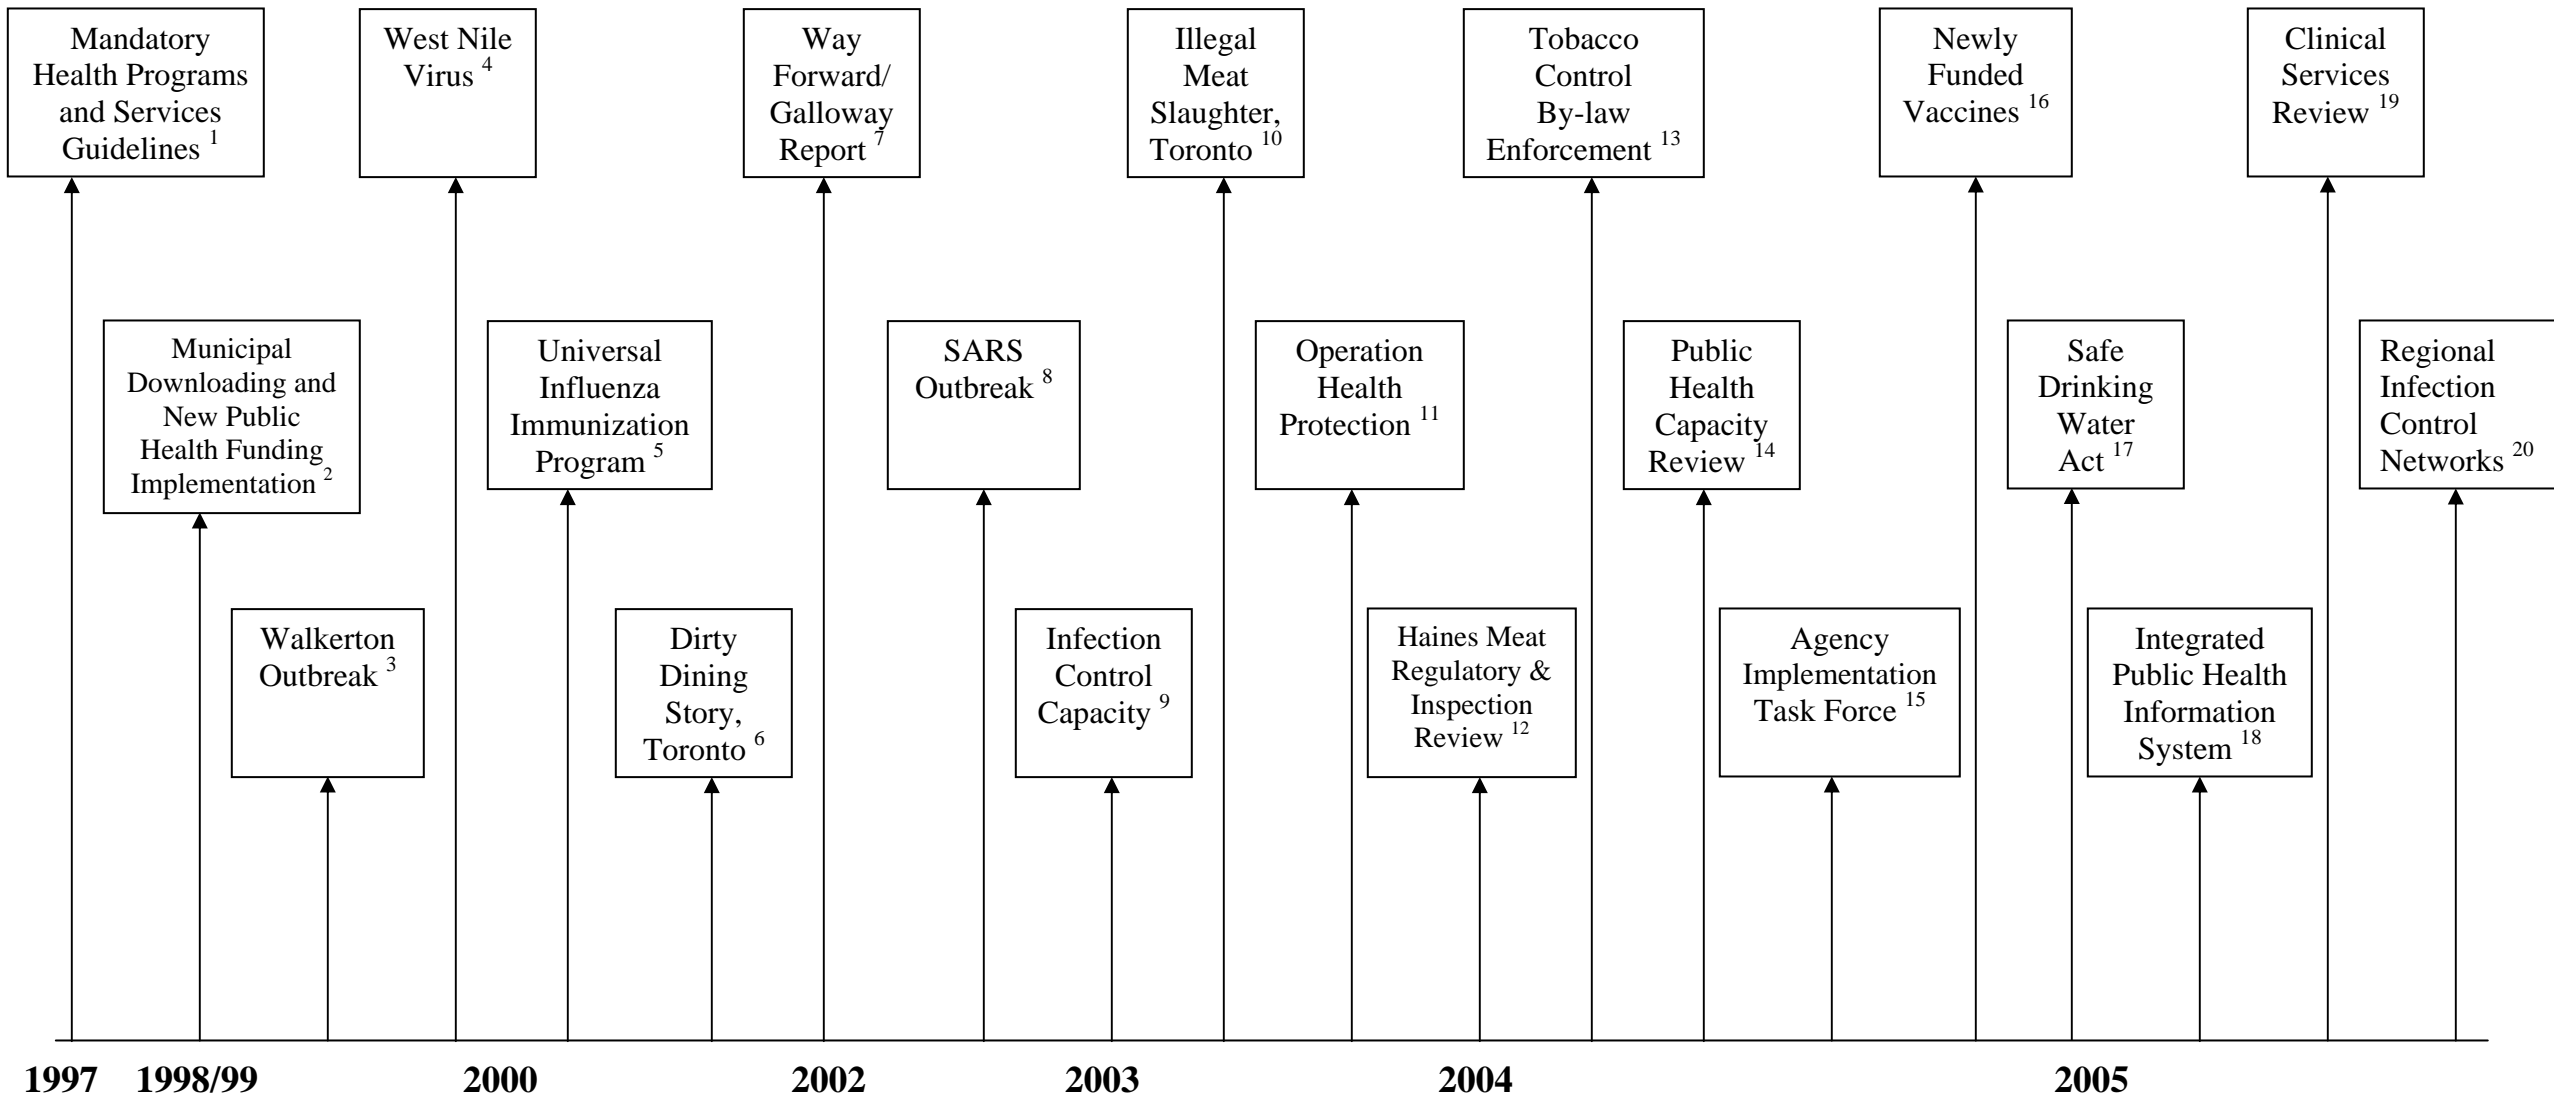 Mandatory
Health Programs
and Services
Guidelines 1
West Nile
Virus 4
Way
Forward/
Galloway
Report 7
Illegal
Meat
Slaughter,
Toronto 10
Tobacco
Control
By-law
Enforcement 13
Newly
Funded
Vaccines 16
Clinical
Services
Review 19
Municipal
Downloading and
New Public
Health Funding
Implementation 2
Universal
Influenza
Immunization
Program 5
SARS
Outbreak 8
Operation
Health
Protection 11
Public
Health
Capacity
Review 14
Safe
Drinking
Water
Act 17
Regional
Infection
Control
Networks 20
Walkerton
Outbreak 3
Dirty
Dining
Story,
Toronto 6
Infection
Control
Capacity 9
Haines Meat
Regulatory &
Inspection
Review 12
Agency
Implementation
Task Force 15
Integrated
Public Health
Information
System 18
1997 1998/99 2000 2002 2003 2004 2005